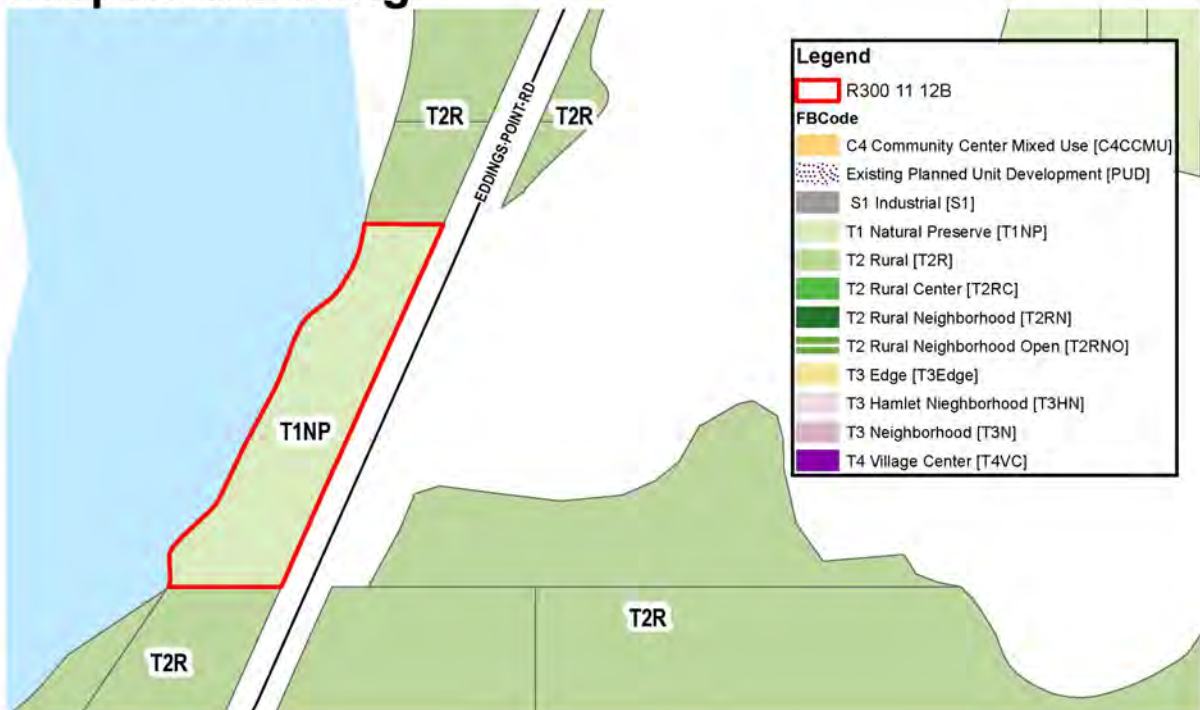 T2R
T2R
EDDINGS-POINT-RD
T1NP
T2R
T2R
Legend
R300 11 12B
FBCode
C4 Community Center Mixed Use [C4CCMU]
Existing Planned Unit Development [PUD]
S1 Industrial [S1]
T1 Natural Preserve [T1NP]
T2 Rural [T2R]
T2 Rural Center [T2RC]
T2 Rural Neighborhood [T2RN]
T2 Rural Neighborhood Open [T2RNO]
T3 Edge [T3Edge]
T3 Hamlet Nieghborhood [T3HN]
T3 Neighborhood [T3N]
T4 Village Center [T4VC]